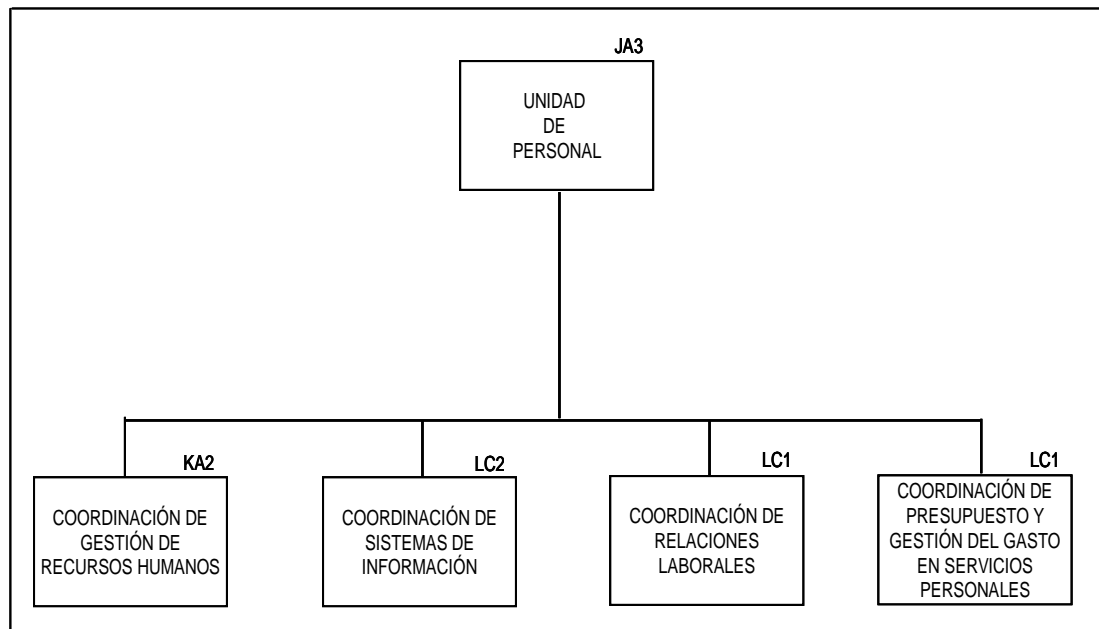 JA3
UNIDAD
DE
PERSONAL
KA2
COORDINACIÓN DE
GESTIÓN DE
RECURSOS HUMANOS
LC2
COORDINACIÓN DE
SISTEMAS DE
INFORMACIÓN
LC1
COORDINACIÓN DE
RELACIONES
LABORALES
LC1
COORDINACIÓN DE
PRESUPUESTO Y
GESTIÓN DEL GASTO
EN SERVICIOS
PERSONALES